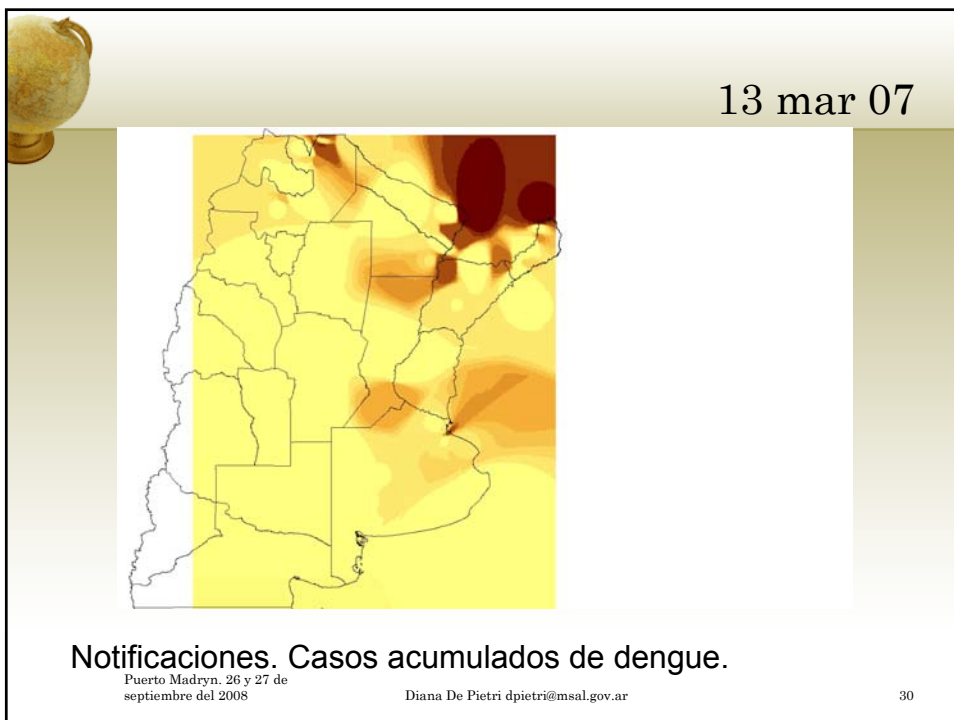 13 mar 07
Notificaciones. Casos acumulados de dengue.
Puerto Madryn. 26 y 27 de
septiembre del 2008
Diana De Pietri dpietri@msal.gov.ar
30